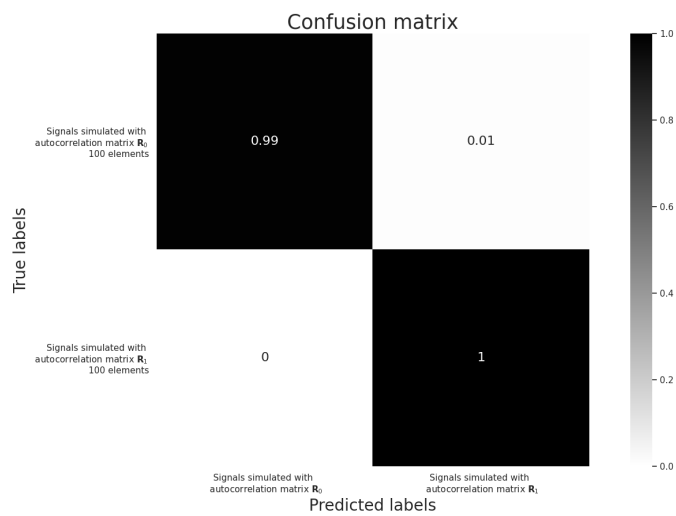 Confusion matrix
True labels
Signals simulated with
autocorrelation matrix R₀
100 elements
0.99
0.01
Signals simulated with
autocorrelation matrix R₁
100 elements
0
1
Signals simulated with
autocorrelation matrix R₀
Signals simulated with
autocorrelation matrix R₁
Predicted labels
1.0
0.8
0.6
0.4
0.2
0.0